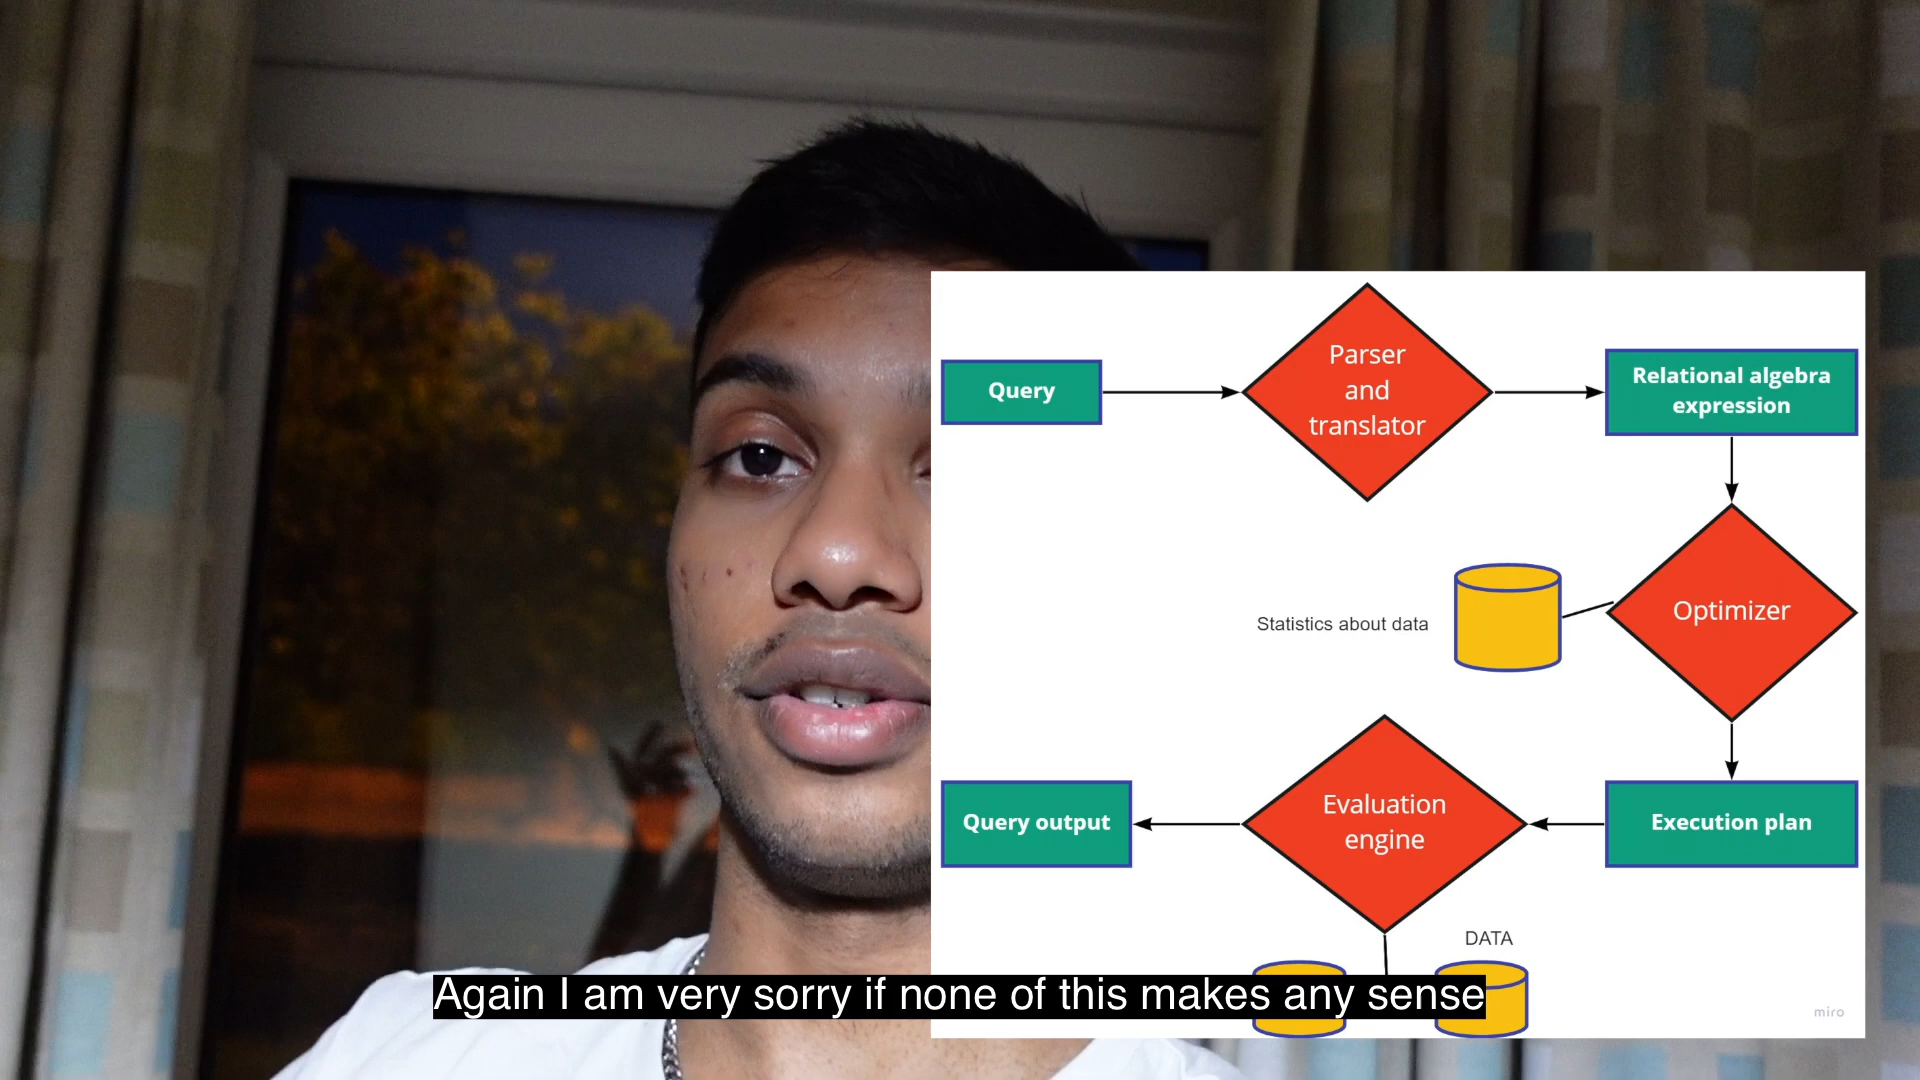 Query
Parser
and
translator
Relational algebra
expression
Statistics about data
Optimizer
Query output
Evaluation
engine
Execution plan
DATA
Again I am very sorry if none of this makes any sense
miro